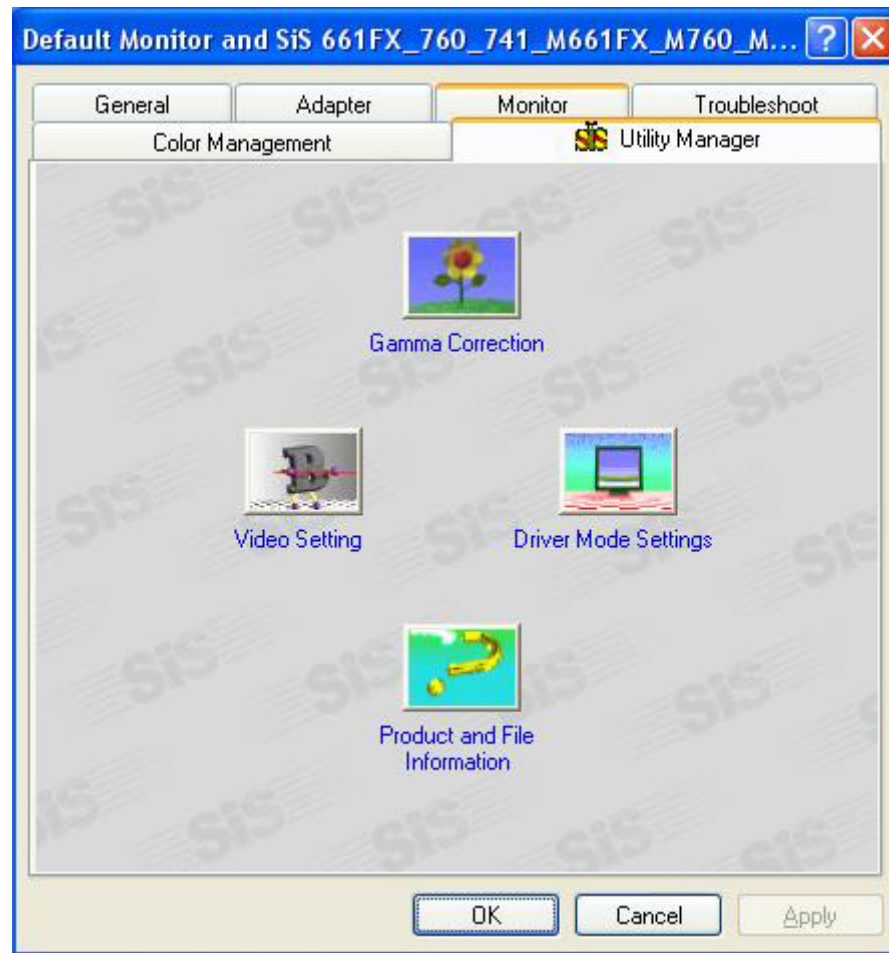 Default Monitor and SiS 661FX_760_741_M661FX_M760_M...
General Adapter Monitor Troubleshoot
Color Management SiS Utility Manager
Gamma Correction
Video Setting Driver Mode Settings
Product and File
Information
OK Cancel Apply